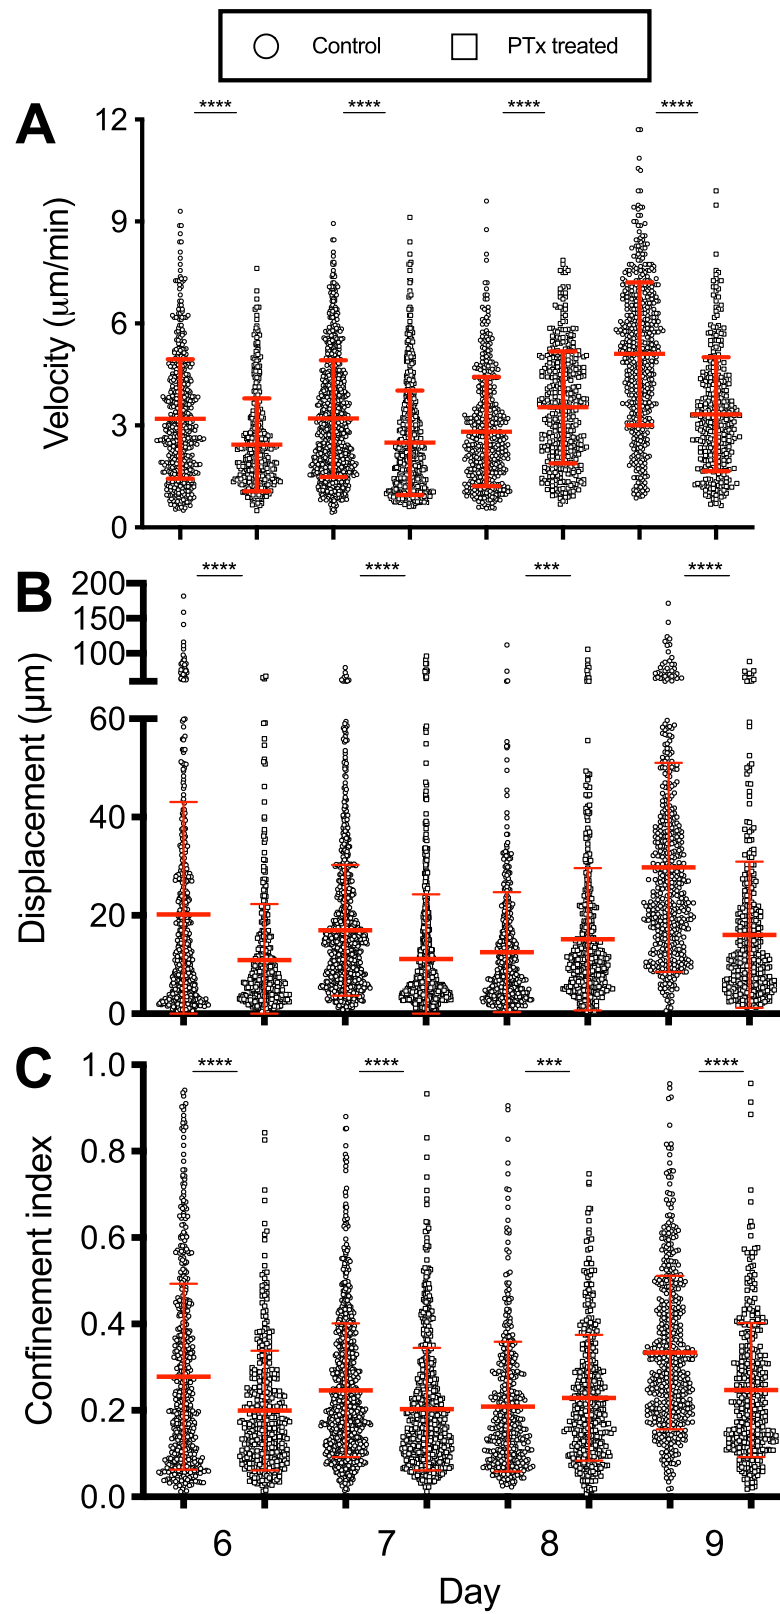 Control PTx treated
A
**** **** **** ****
12
9
6
3
0
Velocity (μm/min)
B
**** **** *** ****
200
150
100
60
40
20
0
Displacement (μm)
C
**** **** *** ****
1.0
0.8
0.6
0.4
0.2
0.0
Confinement index
6 7 8 9
Day